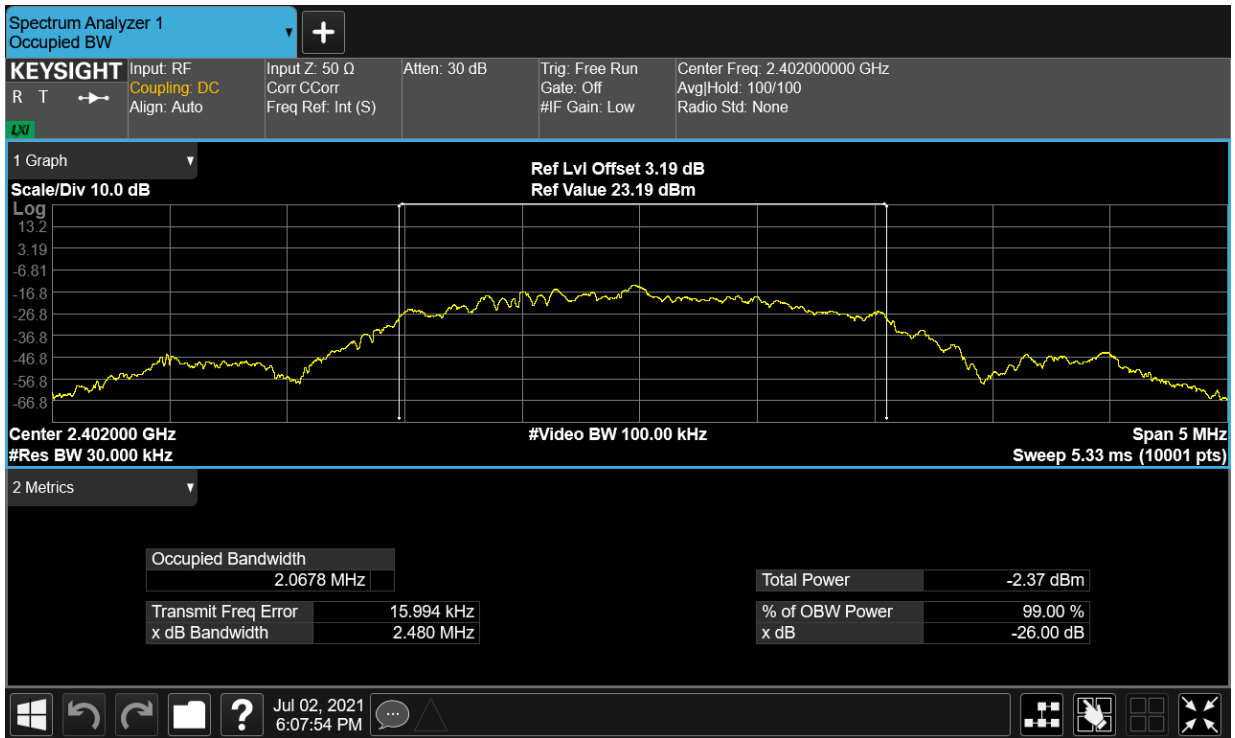 Spectrum Analyzer 1
Occupied BW
▼
+
KEYSIGHT
R T
LXI
Input: RF
Coupling: DC
Align: Auto
Input Z: 50 Ω
Corr CCorr
Freq Ref: Int (S)
Atten: 30 dB
Trig: Free Run
Gate: Off
#IF Gain: Low
Center Freq: 2.402000000 GHz
Avg|Hold: 100/100
Radio Std: None
1 Graph ▼
Scale/Div 10.0 dB
Ref Lvl Offset 3.19 dB
Ref Value 23.19 dBm
Log
13.2
3.19
-6.81
-16.8
-26.8
-36.8
-46.8
-56.8
-66.8
Center 2.402000 GHz
#Video BW 100.00 kHz
Span 5 MHz
#Res BW 30.000 kHz
Sweep 5.33 ms (10001 pts)
2 Metrics ▼
Occupied Bandwidth
2.0678 MHz
Total Power -2.37 dBm
Transmit Freq Error 15.994 kHz
% of OBW Power 99.00 %
x dB Bandwidth 2.480 MHz
x dB -26.00 dB
?
Jul 02, 2021
6:07:54 PM